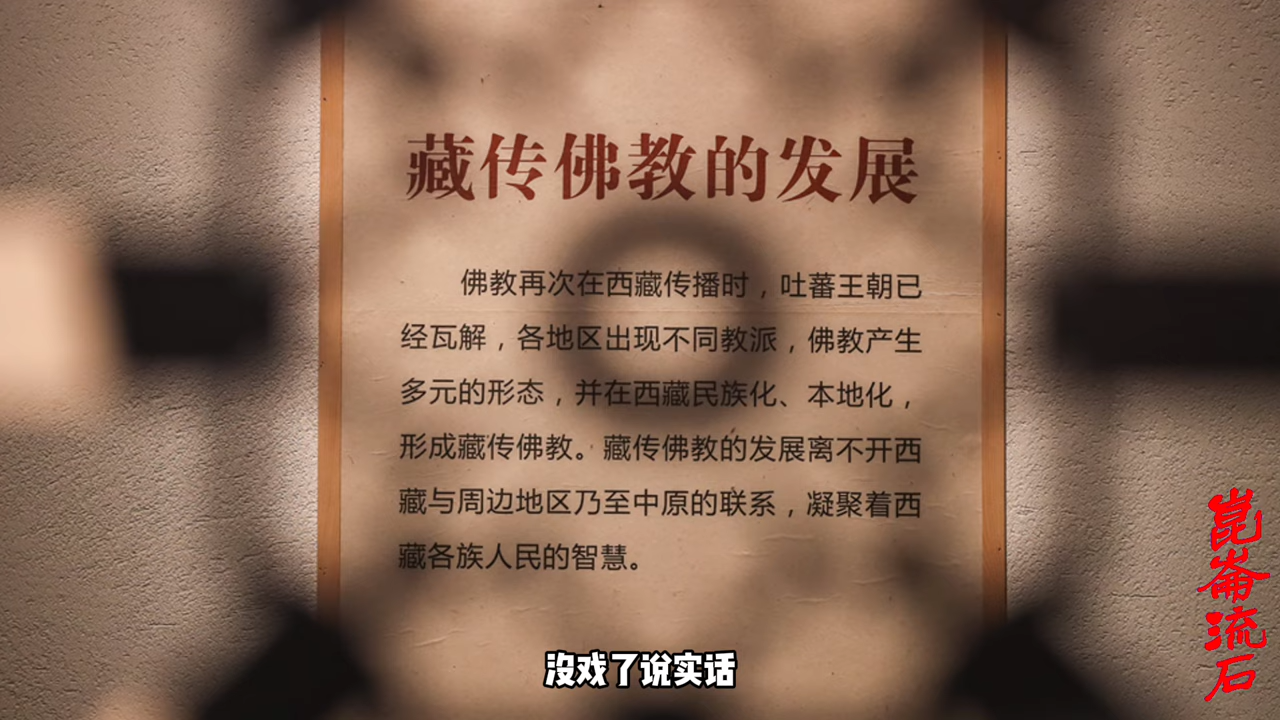 藏传佛教的发展
佛教再次在西藏传播时，吐蕃王朝已
经瓦解，各地区出现不同教派，佛教产生
多元的形态，并在西藏民族化、本地化，
形成藏传佛教。藏传佛教的发展离不开西
藏与周边地区乃至中原的联系，凝聚着西
藏各族人民的智慧。
没戏了说实话
崑崙流石